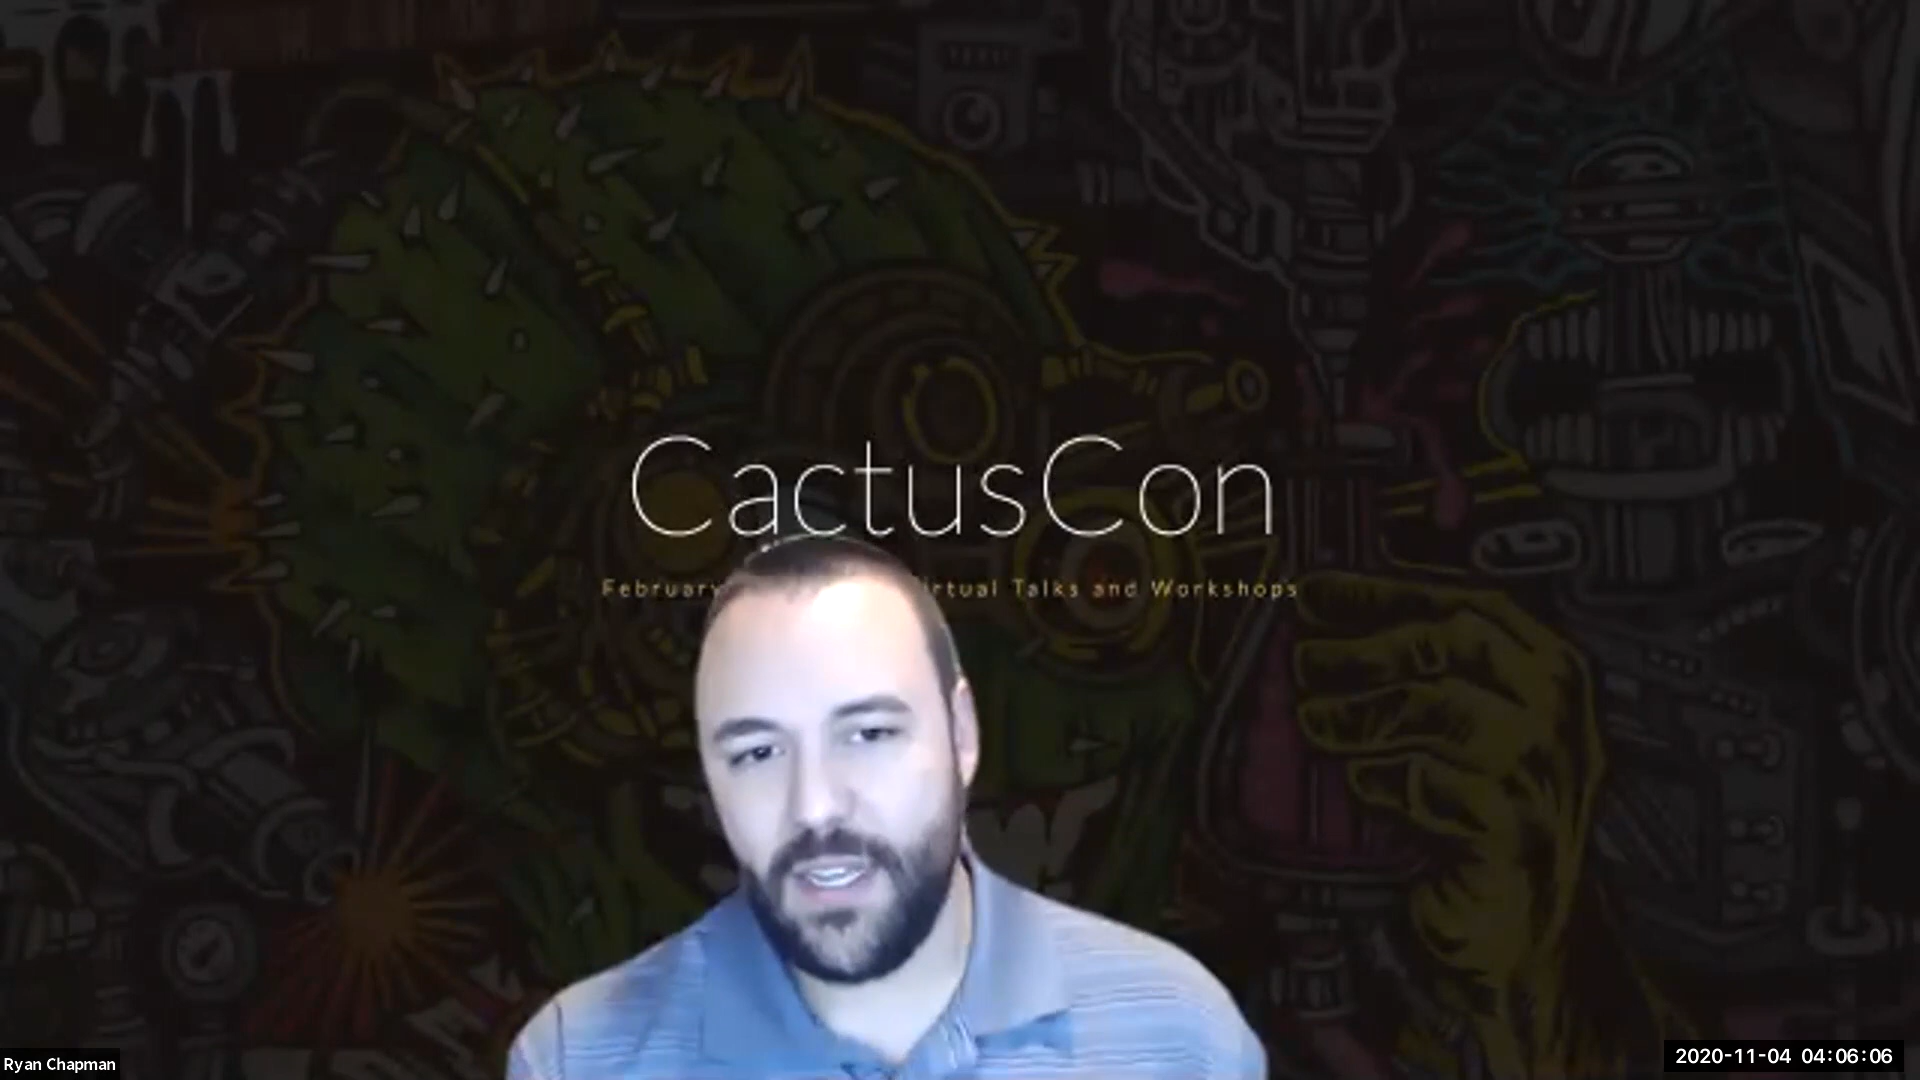 CactusCon
February irtual Talks and Workshops
Ryan Chapman
2020-11-04 04:06:06